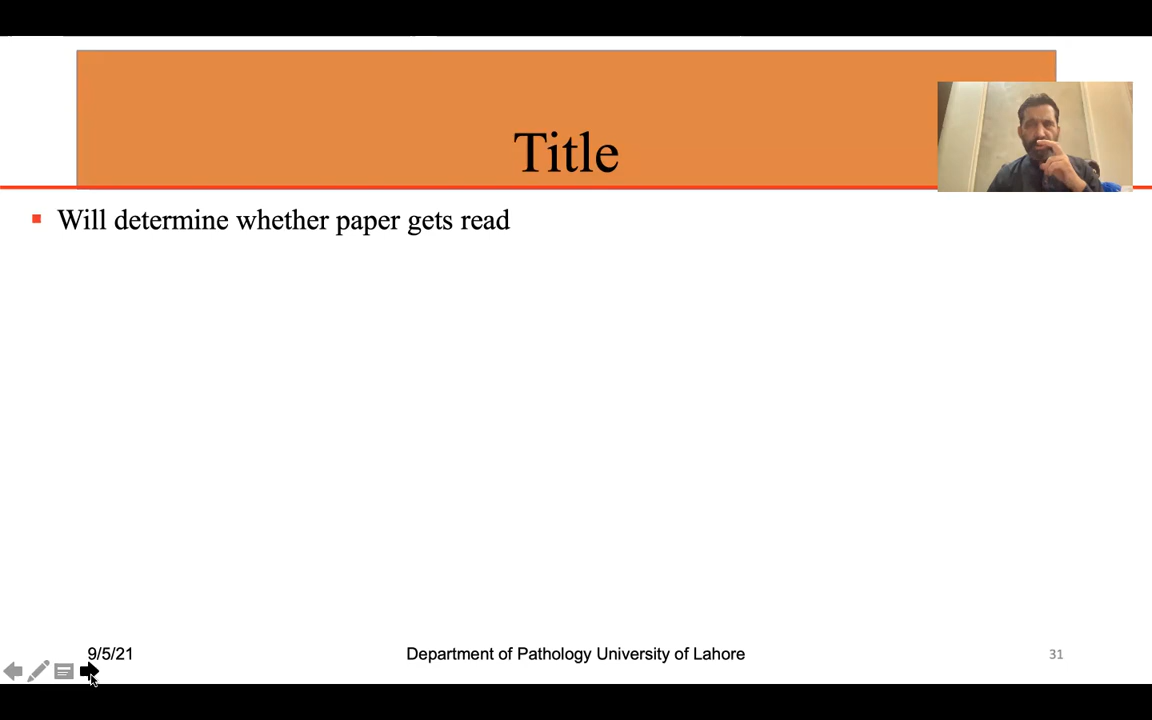 Title
Will determine whether paper gets read
9/5/21
Department of Pathology University of Lahore
31